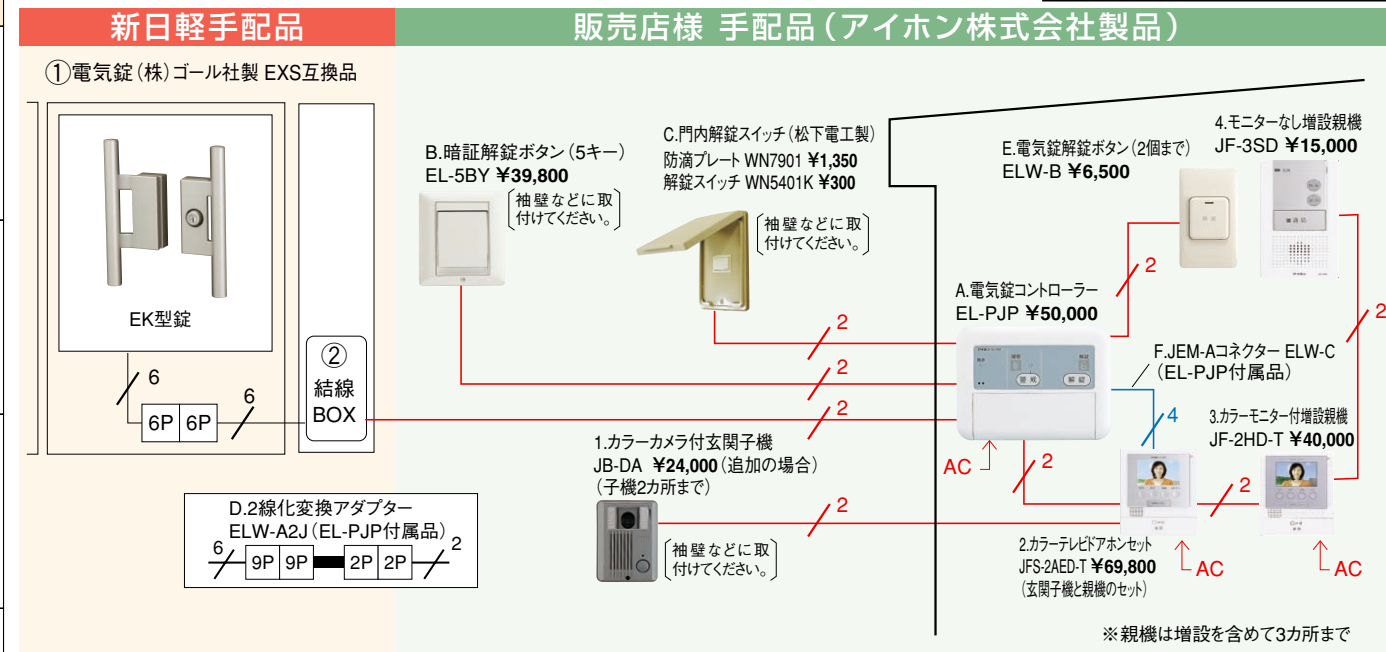 新日軽手配品
販売店様 手配品（アイホン株式会社製品）
①電気錠（株）ゴール社製 EXS互換品
EK型錠
6
6P 6P
6
②
結線
BOX
D.2線化変換アダプター
ELW-A2J（EL-PJP付属品）
6
9P 9P 2P 2P
2
B.暗証解錠ボタン（5キー）
EL-5BY ¥39,800
袖壁などに取
付けてください。
C.門内解錠スイッチ（松下電工製）
防滴プレート WN7901 ¥1,350
解錠スイッチ WN5401K ¥300
袖壁などに取
付けてください。
2
2
2
1.カラーカメラ付玄関子機
JB-DA ¥24,000（追加の場合）
（子機2カ所まで）
袖壁などに取
付けてください。
2
E.電気錠解錠ボタン（2個まで）
ELW-B ¥6,500
4.モニターなし増設親機
JF-3SD ¥15,000
2
2
A.電気錠コントローラー
EL-PJP ¥50,000
解錠
AC
2
F.JEM-Aコネクター ELW-C
（EL-PJP付属品）
4
3.カラーモニター付増設親機
JF-2HD-T ¥40,000
2
2.カラーテレビドアホンセット
JFS-2AED-T ¥69,800
（玄関子機と親機のセット）
AC
AC
※親機は増設を含めて3カ所まで